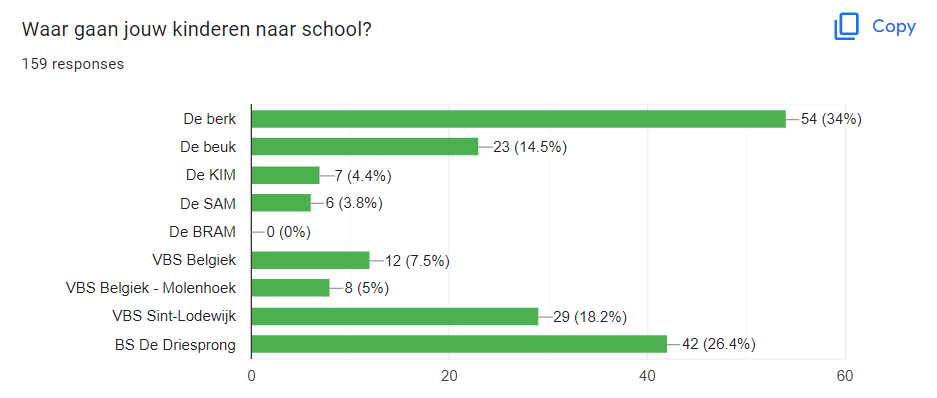 Waar gaan jouw kinderen naar school?
Copy
159 responses
De berk 54 (34%)
De beuk 23 (14.5%)
De KIM 7 (4.4%)
De SAM 6 (3.8%)
De BRAM 0 (0%)
VBS Belgiek 12 (7.5%)
VBS Belgiek - Molenhoek 8 (5%)
VBS Sint-Lodewijk 29 (18.2%)
BS De Driesprong 42 (26.4%)
0 20 40 60